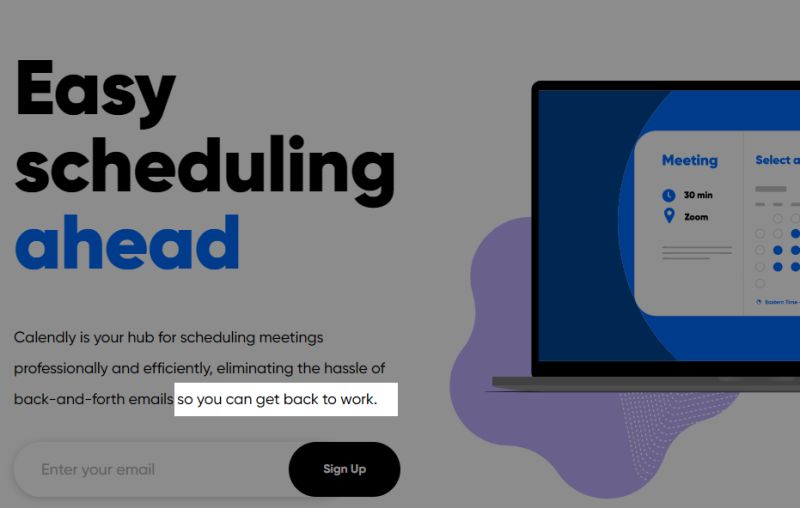 Easy
scheduling
ahead
Calendly is your hub for scheduling meetings
professionally and efficiently, eliminating the hassle of
back-and-forth emails so you can get back to work.
Enter your email
Sign Up
Meeting
30 min
Zoom
Select a
Eastern Time -